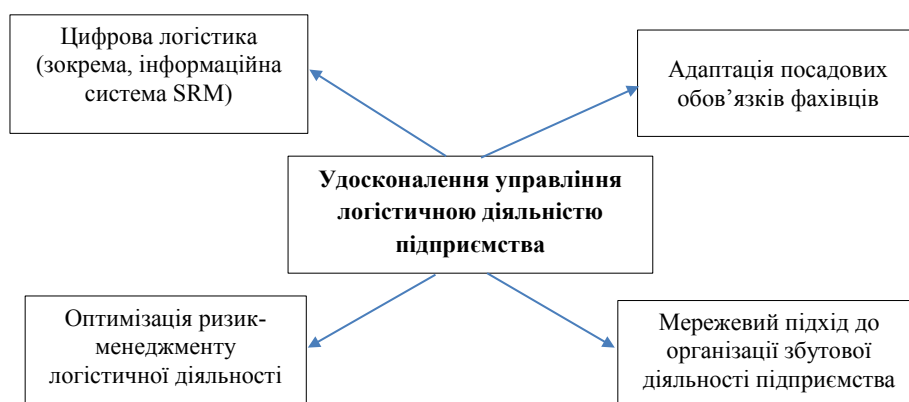 Цифрова логістика
(зокрема, інформаційна
система SRM)
Адаптація посадових
обов’язків фахівців
Удосконалення управління
логістичною діяльністю
підприємства
Оптимізація ризик-
менеджменту
логістичної діяльності
Мережевий підхід до
організації збутової
діяльності підприємства